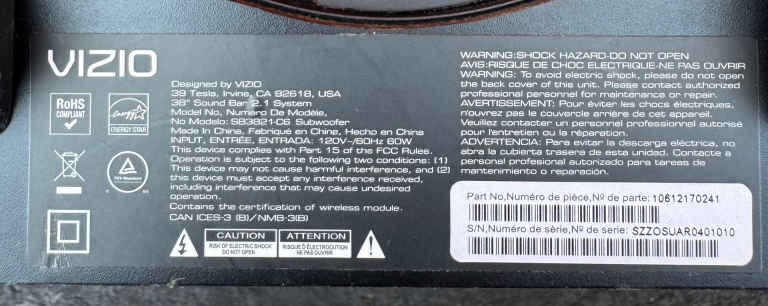 VIZIO
RoHS
COMPLIANT
ENERGY STAR
Designed by VIZIO
39 Tesla, Irvine, CA 92618, USA
38" Sound Bar 2.1 System
Model No, Numero De Modéle,
No Modelo: SB3821-C6 Subwoofer
Made In China, Fabriqué en Chine, Hecho en China
INPUT, ENTRÉE, ENTRADA: 120V~/60Hz 60W
This device complies with Part 15 of the FCC Rules.
Operation is subject to the following two conditions: (1)
This device may not cause harmful interference, and (2)
this device must accept any interference received,
including interference that may cause undesired
operation.
Contains the certification of wireless module.
CAN ICES-3 (B)/NMB-3(B)
CAUTION
RISK OF ELECTRIC SHOCK
DO NOT OPEN
ATTENTION
RISQUE D'ÉLECTROCUTION
NE PAS OUVRIR
WARNING:SHOCK HAZARD-DO NOT OPEN
AVIS:RISQUE DE CHOC ELECTRIQUE-NE PAS OUVRIR
WARNING: To avoid electric shock, please do not open
the back cover of this unit. Please contact authorized
professional personnel for maintenance or repair.
AVERTISSEMENT: Pour éviter les chocs électriques,
n'ouvrez pas le couvercle arrière de cet appareil.
Veuillez contacter un personnel professionnel autorisé
pour l'entretien ou la réparation.
ADVERTENCIA: Para evitar la descarga eléctrica, no
abra la cubierta trasera de esta unidad. Contacte a
personal profesional autorizado para tareas de
mantenimiento o reparación.
Part No,Numéro de pièce,Nº de parte: 10612170241
S/N,Numéro de série,Nº de serie: SZZOSUAR0401010